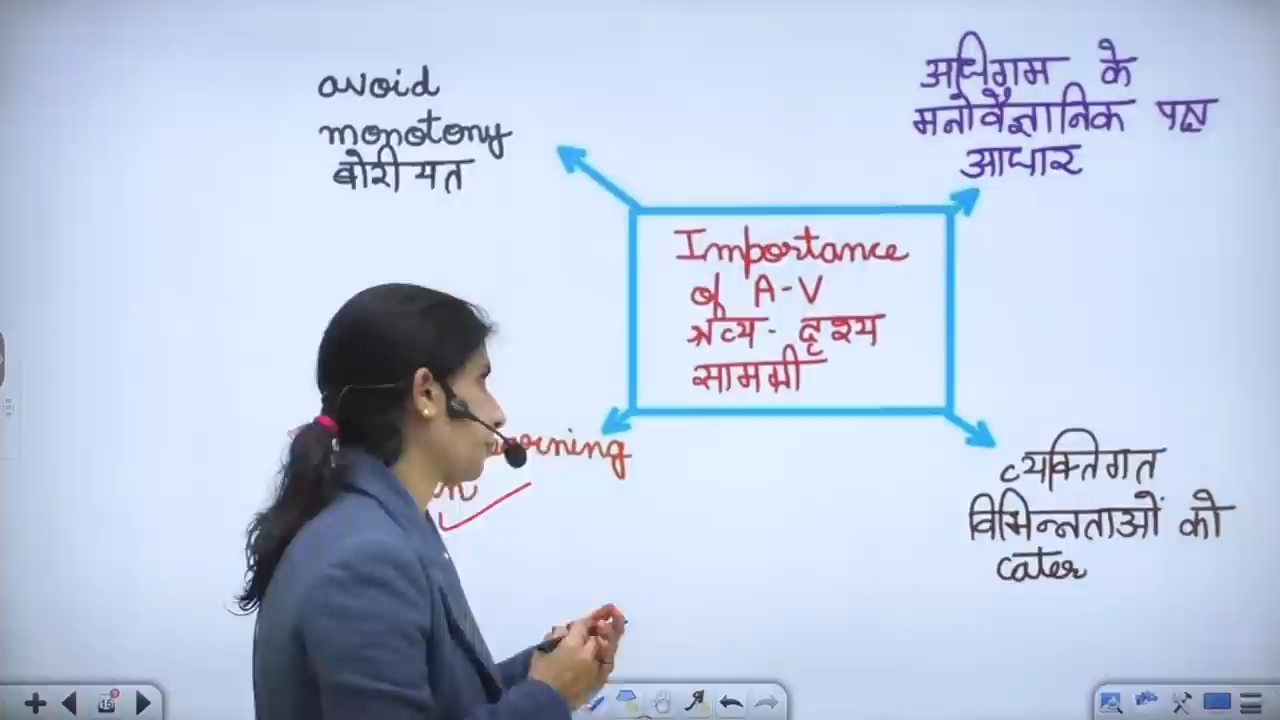 avoid
monotony
बोरीयत
अधिगम के
मनोवैज्ञानिक पक्ष
आधार
Importance
of A-V
श्रव्य - दृश्य
सामग्री
व्यक्तिगत
विभिन्नताओं को
cater